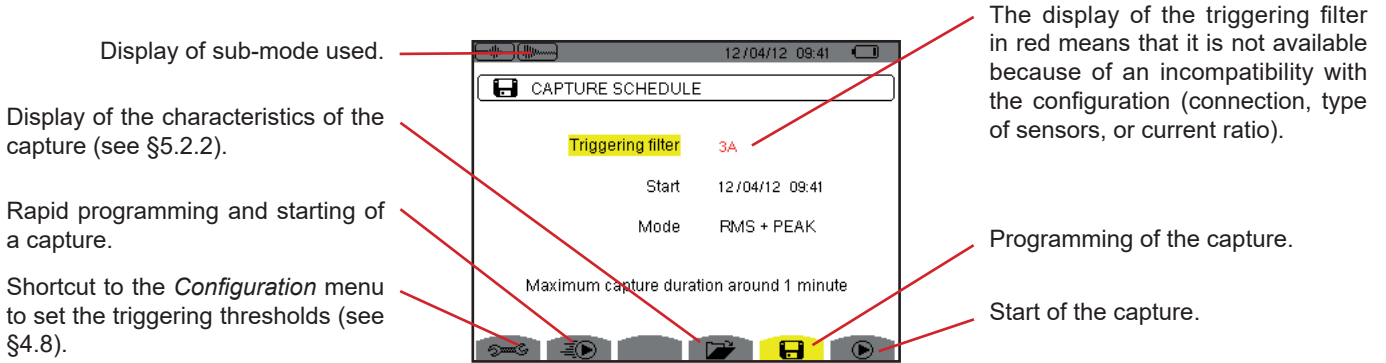 Display of sub-mode used.
Display of the characteristics of the
capture (see §5.2.2).
Rapid programming and starting of
a capture.
Shortcut to the Configuration menu
to set the triggering thresholds (see
§4.8).
12/04/12 09:41
CAPTURE SCHEDULE
Triggering filter 3A
Start 12/04/12 09:41
Mode RMS + PEAK
Maximum capture duration around 1 minute
The display of the triggering filter
in red means that it is not available
because of an incompatibility with
the configuration (connection, type
of sensors, or current ratio).
Programming of the capture.
Start of the capture.